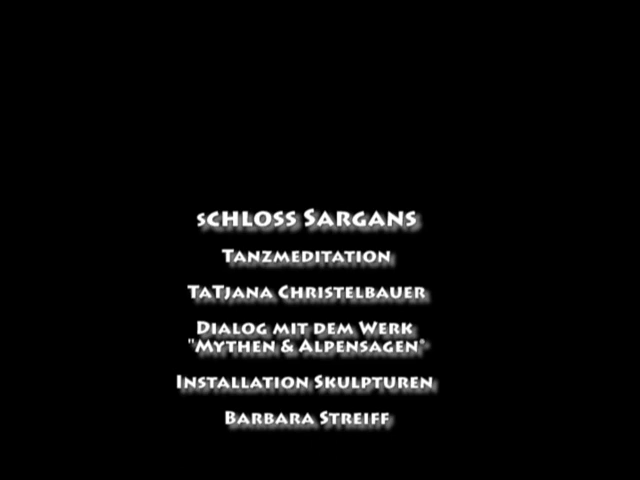 sCHLOSS SARGANS
TANZMEDITATION
TATJANA CHRISTELBAUER
DIALOG MIT DEM WERK
"MYTHEN & ALPENSAGEN"
INSTALLATION SKULPTUREN
BARBARA STREIFF